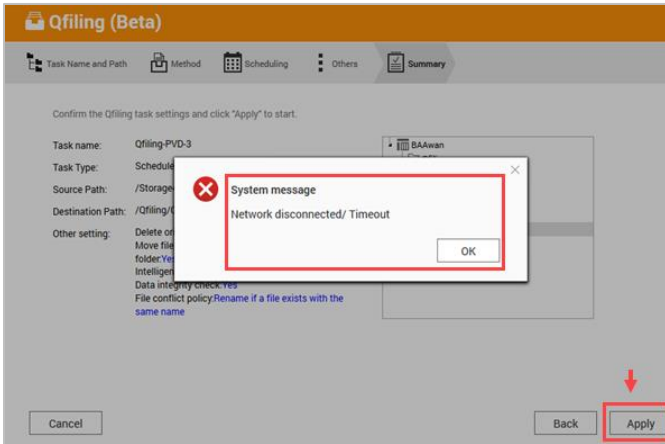 Qfiling (Beta)
Task Name and Path Method Scheduling Others Summary
Confirm the Qfiling task settings and click "Apply" to start.
Task name: Qfiling-PVD-3
Task Type: Schedule
Source Path: /Storage
Destination Path: /Qfiling/
Other setting: Delete
Move file
folder:Yes
Intelligen
Data integrity check:Yes
File conflict policy:Rename if a file exists with the
same name
BAAwan
System message
Network disconnected/ Timeout
OK
Cancel Back Apply